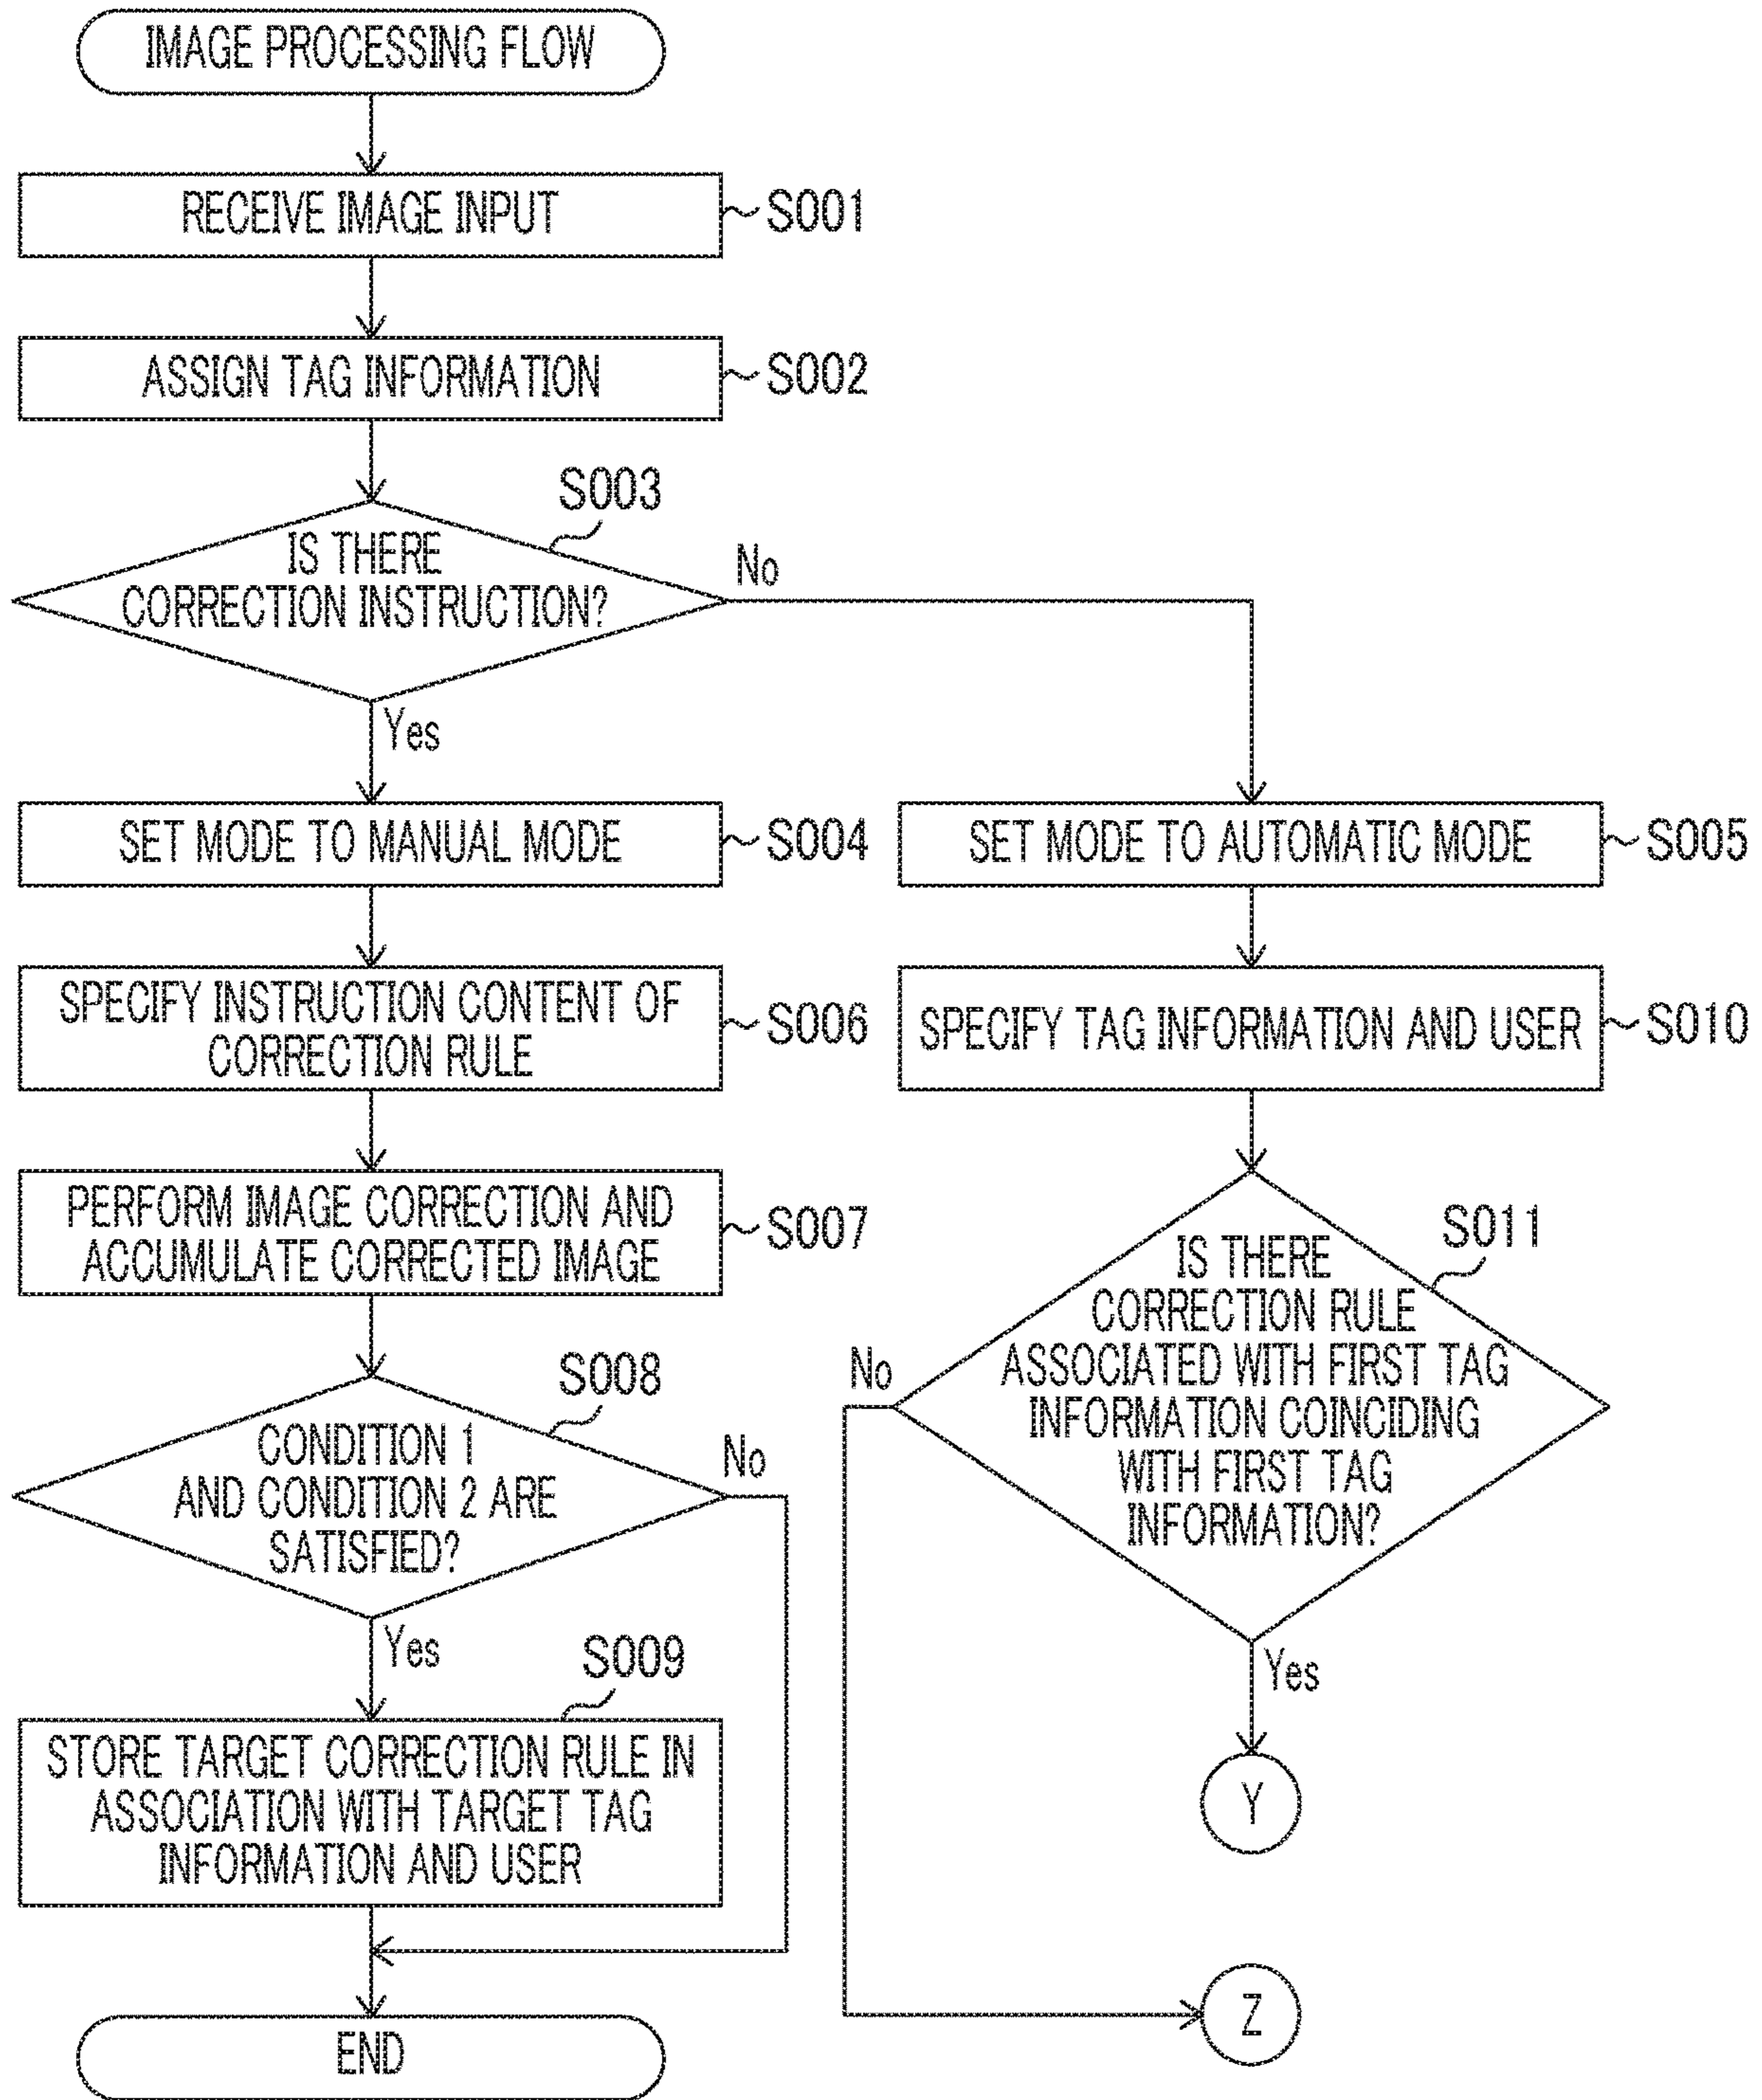 IMAGE PROCESSING FLOW
RECEIVE IMAGE INPUT
S001
ASSIGN TAG INFORMATION
S002
S003
IS THERE
CORRECTION INSTRUCTION?
No
Yes
SET MODE TO MANUAL MODE
S004
SET MODE TO AUTOMATIC MODE
S005
SPECIFY INSTRUCTION CONTENT OF
CORRECTION RULE
S006
SPECIFY TAG INFORMATION AND USER
S010
PERFORM IMAGE CORRECTION AND
ACCUMULATE CORRECTED IMAGE
S007
S011
IS THERE
CORRECTION RULE
ASSOCIATED WITH FIRST TAG
INFORMATION COINCIDING
WITH FIRST TAG
INFORMATION?
No
Yes
S008
CONDITION 1
AND CONDITION 2 ARE
SATISFIED?
No
Yes
S009
STORE TARGET CORRECTION RULE IN
ASSOCIATION WITH TARGET TAG
INFORMATION AND USER
Y
Z
END